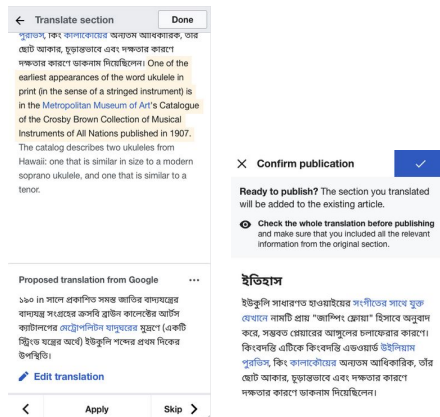 ← Translate section Done
পুরভিস, কিং কালাকৌয়ের অন্যতম আধিকারিক, তাঁর
ছোট আকার, চূড়ান্তভাবে এবং দক্ষতার কারণে
দক্ষতার কারণে ডাকনাম দিয়েছিলেন। One of the
earliest appearances of the word ukulele in
print (in the sense of a stringed instrument) is
in the Metropolitan Museum of Art's Catalogue
of the Crosby Brown Collection of Musical
Instruments of All Nations published in 1907.
The catalog describes two ukuleles from
Hawaii: one that is similar in size to a modern
soprano ukulele, and one that is similar to a
tenor.
Proposed translation from Google ...
১৯০ in সালে প্রকাশিত সমস্ত জাতির বাদ্যযন্ত্রের
বাদ্যযন্ত্র সংগ্রহের ক্রসবি ব্রাউন কালেক্টের আর্টস
ক্যাটালগের মেট্রোপলিটন যাদুঘরের মুদ্রণে (একটি
স্ট্রিংড যন্ত্রের অর্থে) ইউকুলি শব্দের প্রথম দিকের
উপস্থিতি।
Edit translation
Apply Skip
Confirm publication
Ready to publish? The section you translated
will be added to the existing article.
Check the whole translation before publishing
and make sure that you included all the relevant
information from the original section.
ইতিহাস
ইউকুলি সাধারণত হাওয়াইয়ের সংগীতের সাথে যুক্ত
যেখানে নামটি প্রায় "জাম্পিং ফ্লোয়া" হিসাবে অনুবাদ
করে, সম্ভবত প্লেয়ারের আঙ্গুলের চলাফেরার কারণে।
কিংবদন্তি এটিকে কিংবদন্তি এডওয়ার্ড উইলিয়াম
পুরভিস, কিং কালাকৌয়ের অন্যতম আধিকারিক, তাঁর
ছোট আকার, চূড়ান্তভাবে এবং দক্ষতার কারণে
দক্ষতার কারণে ডাকনাম দিয়েছিলেন।